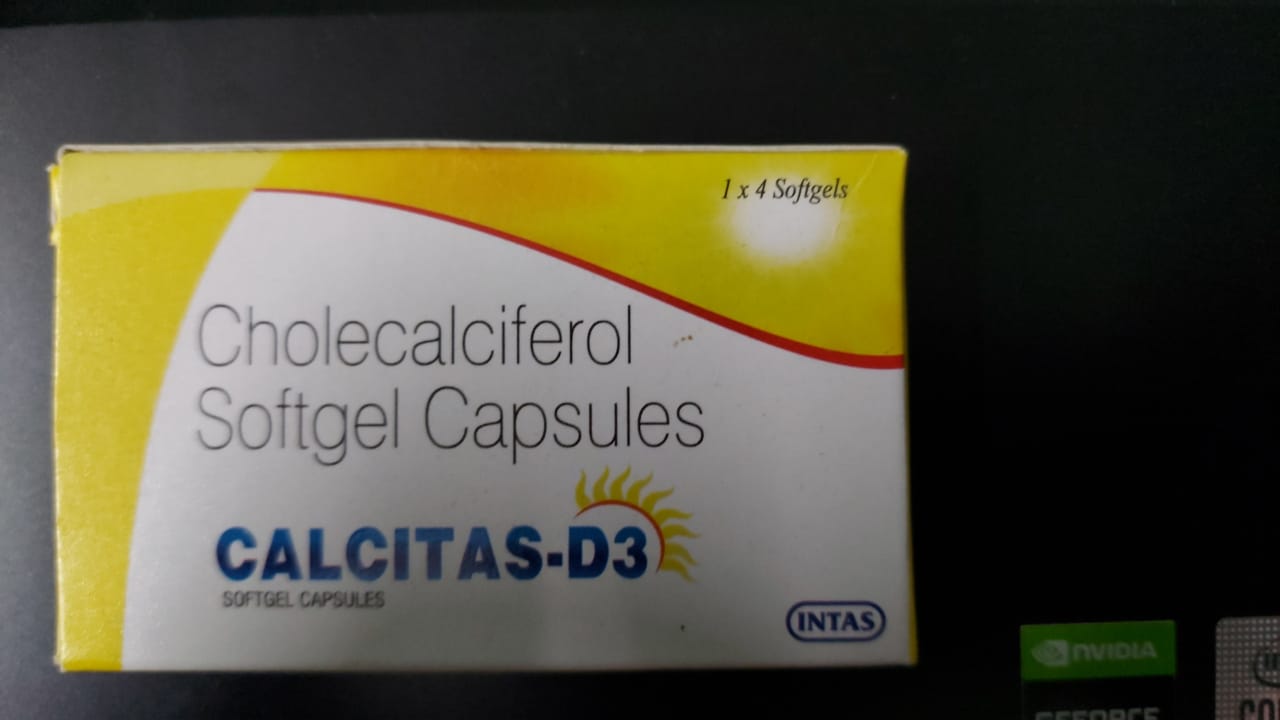 1 x 4 Softgels
Cholecalciferol
Softgel Capsules
CALCITAS-D3
SOFTGEL CAPSULES
INTAS
NVIDIA